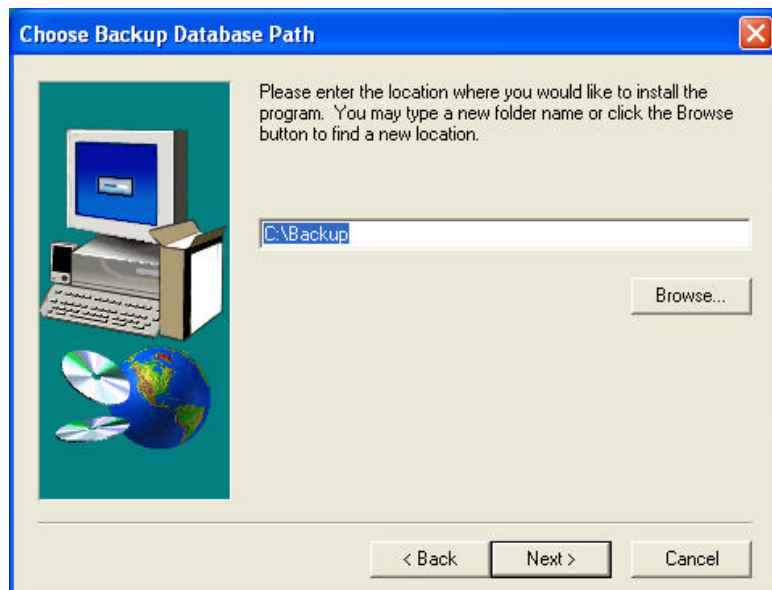 Choose Backup Database Path
Please enter the location where you would like to install the
program. You may type a new folder name or click the Browse
button to find a new location.
C:\Backup
Browse...
< Back
Next >
Cancel